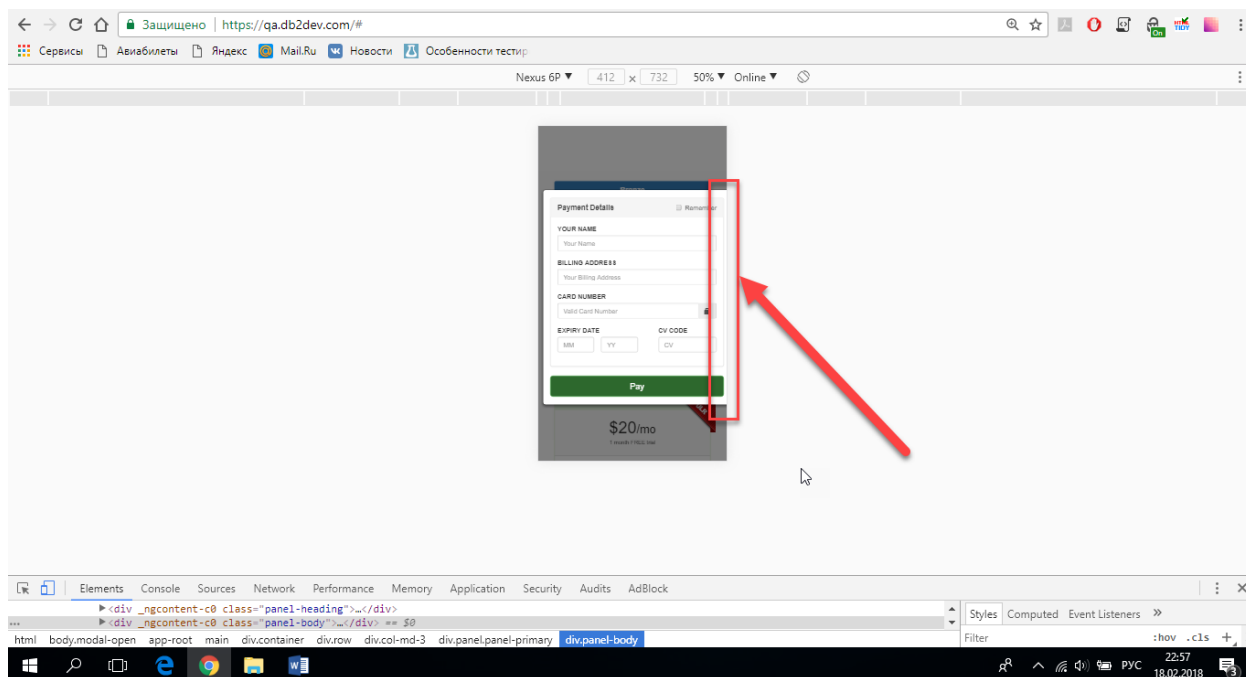 Защищено | https://qa.db2dev.com/#
Сервисы Авиабилеты Яндекс Mail.Ru Новости Особенности тестир
Nexus 6P ▼ 412 x 732 50% ▼ Online ▼
Payment Details Remember
YOUR NAME
Your Name
BILLING ADDRESS
Your Billing Address
CARD NUMBER
Valid Card Number
EXPIRY DATE CV CODE
MM YY CV
Pay
$20/mo
1 month FREE trial
Elements Console Sources Network Performance Memory Application Security Audits AdBlock
▶<div _ngcontent-c0 class="panel-heading">…</div>
... ▶<div _ngcontent-c0 class="panel-body">…</div> == $0
Styles Computed Event Listeners »
html body.modal-open app-root main div.container div.row div.col-md-3 div.panel.panel-primary div.panel-body
Filter :hov .cls +
РУС 22:57
18.02.2018 3